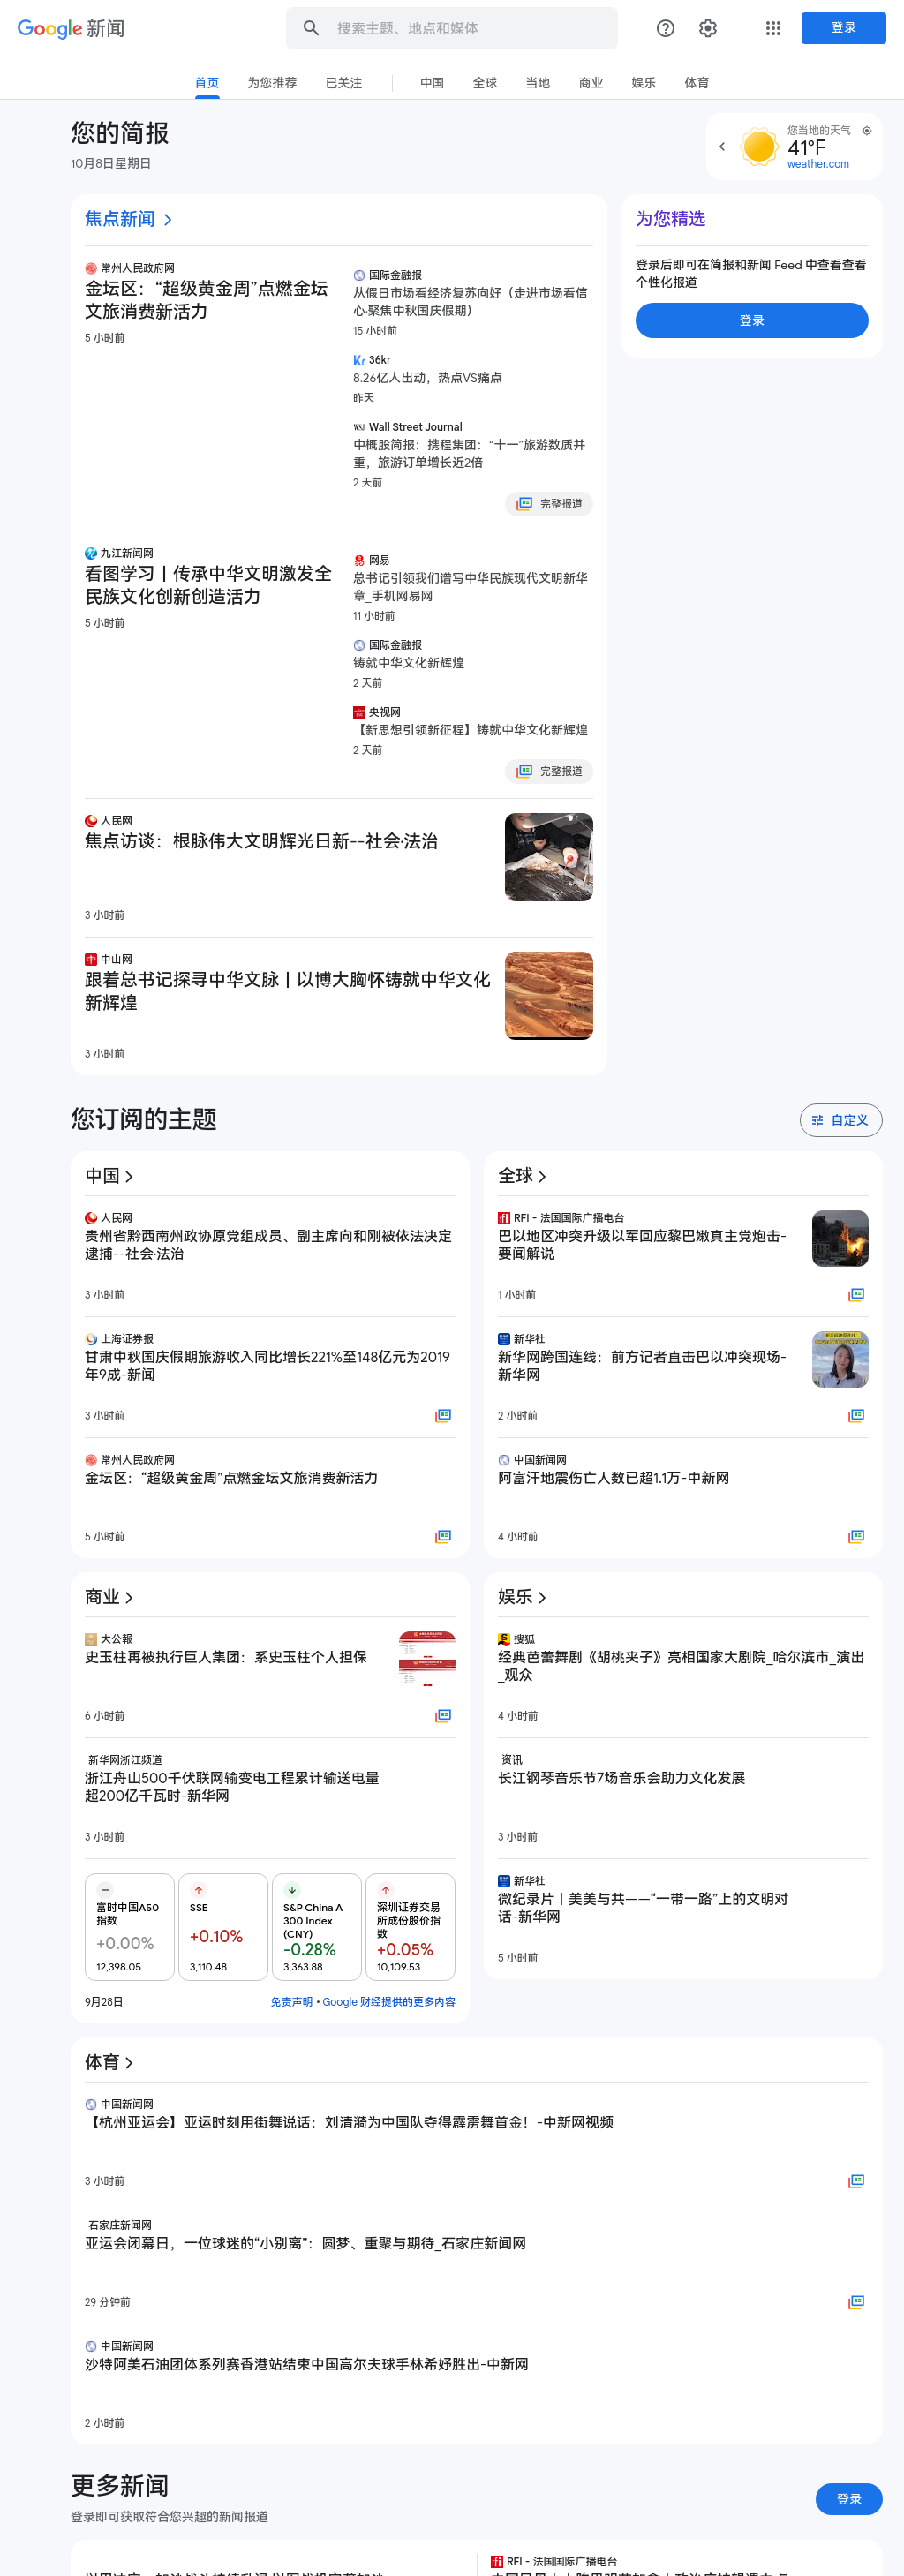 Google 新闻
搜索主题、地点和媒体
登录
首页
为您推荐
已关注
中国
全球
当地
商业
娱乐
体育
您的简报
10月8日星期日
您当地的天气
41°F
weather.com
焦点新闻
常州人民政府网
金坛区：“超级黄金周”点燃金坛
文旅消费新活力
5 小时前
国际金融报
从假日市场看经济复苏向好（走进市场看信
心·聚焦中秋国庆假期）
15 小时前
36kr
8.26亿人出动，热点VS痛点
昨天
Wall Street Journal
中概股简报：携程集团：“十一”旅游数质并
重，旅游订单增长近2倍
2 天前
完整报道
为您精选
登录后即可在简报和新闻 Feed 中查看查看
个性化报道
登录
九江新闻网
看图学习丨传承中华文明激发全
民族文化创新创造活力
5 小时前
网易
总书记引领我们谱写中华民族现代文明新华
章_手机网易网
11 小时前
国际金融报
铸就中华文化新辉煌
2 天前
央视网
【新思想引领新征程】铸就中华文化新辉煌
2 天前
完整报道
人民网
焦点访谈：根脉伟大文明辉光日新--社会·法治
3 小时前
中山网
跟着总书记探寻中华文脉丨以博大胸怀铸就中华文化
新辉煌
3 小时前
您订阅的主题
自定义
中国
人民网
贵州省黔西南州政协原党组成员、副主席向和刚被依法决定
逮捕--社会·法治
3 小时前
上海证券报
甘肃中秋国庆假期旅游收入同比增长221%至148亿元为2019
年9成-新闻
3 小时前
常州人民政府网
金坛区：“超级黄金周”点燃金坛文旅消费新活力
5 小时前
全球
RFI - 法国国际广播电台
巴以地区冲突升级以军回应黎巴嫩真主党炮击-
要闻解说
1 小时前
新华社
新华网跨国连线：前方记者直击巴以冲突现场-
新华网
2 小时前
中国新闻网
阿富汗地震伤亡人数已超1.1万-中新网
4 小时前
商业
大公報
史玉柱再被执行巨人集团：系史玉柱个人担保
6 小时前
新华网浙江频道
浙江舟山500千伏联网输变电工程累计输送电量
超200亿千瓦时-新华网
3 小时前
富时中国A50
指数
+0.00%
12,398.05
SSE
+0.10%
3,110.48
S&P China A
300 Index
(CNY)
-0.28%
3,363.88
深圳证券交易
所成份股价指
数
+0.05%
10,109.53
9月28日
免责声明 • Google 财经提供的更多内容
娱乐
搜狐
经典芭蕾舞剧《胡桃夹子》亮相国家大剧院_哈尔滨市_演出
_观众
4 小时前
资讯
长江钢琴音乐节7场音乐会助力文化发展
3 小时前
新华社
微纪录片丨美美与共——“一带一路”上的文明对
话-新华网
5 小时前
体育
中国新闻网
【杭州亚运会】亚运时刻用街舞说话：刘清漪为中国队夺得霹雳舞首金！-中新网视频
3 小时前
石家庄新闻网
亚运会闭幕日，一位球迷的“小别离”：圆梦、重聚与期待_石家庄新闻网
29 分钟前
中国新闻网
沙特阿美石油团体系列赛香港站结束中国高尔夫球手林希妤胜出-中新网
2 小时前
更多新闻
登录即可获取符合您兴趣的新闻报道
登录
RFI - 法国国际广播电台